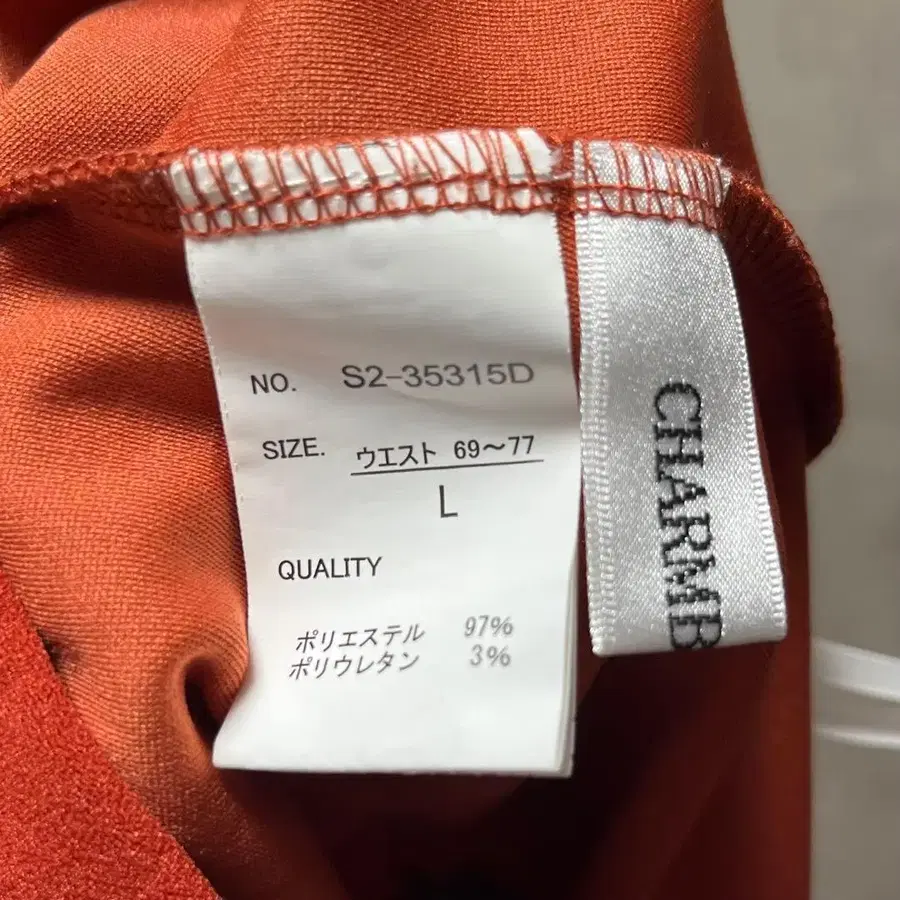 NO. S2-35315D
SIZE. ウエスト 69～77
L
QUALITY
ポリエステル 97%
ポリウレタン 3%
CHARMB